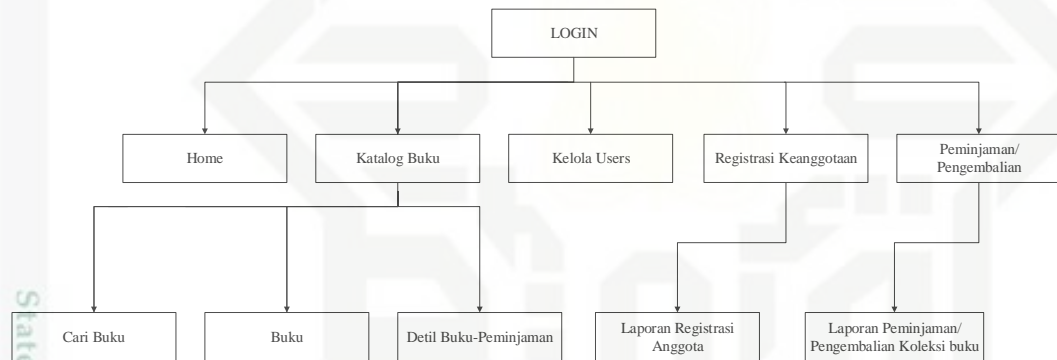 LOGIN
Home
Katalog Buku
Kelola Users
Registrasi Keanggotaan
Peminjaman/
Pengembalian
Cari Buku
Buku
Detil Buku-Peminjaman
Laporan Registrasi
Anggota
Laporan Peminjaman/
Pengembalian Koleksi buku
State